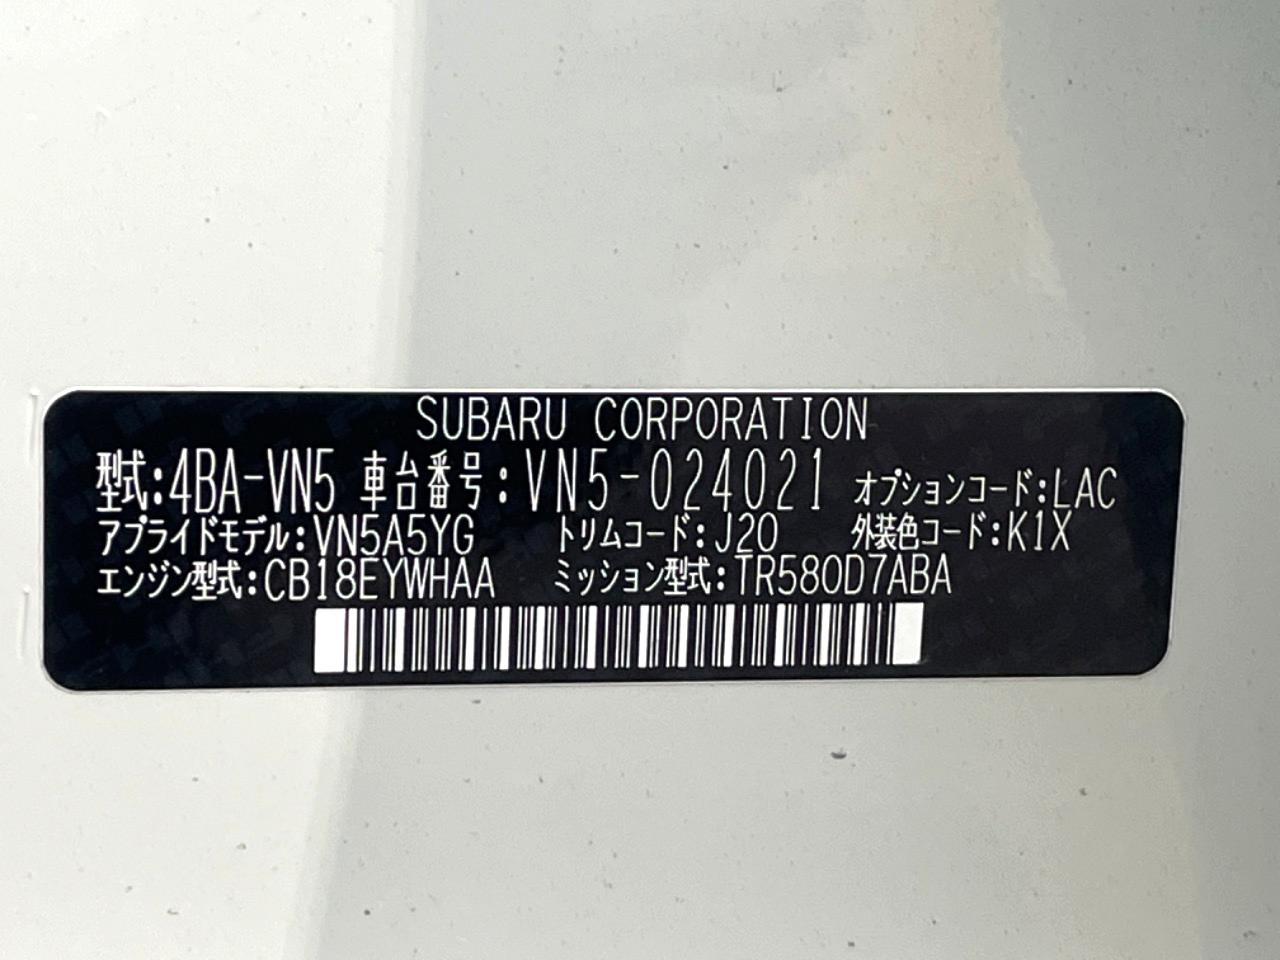 SUBARU CORPORATION
型式:4BA-VN5 車台番号:VN5-024021 オプションコード:LAC
アプライドモデル:VN5A5YG トリムコード:J20 外装色コード:K1X
エンジン型式:CB18EYWHAA ミッション型式:TR580D7ABA